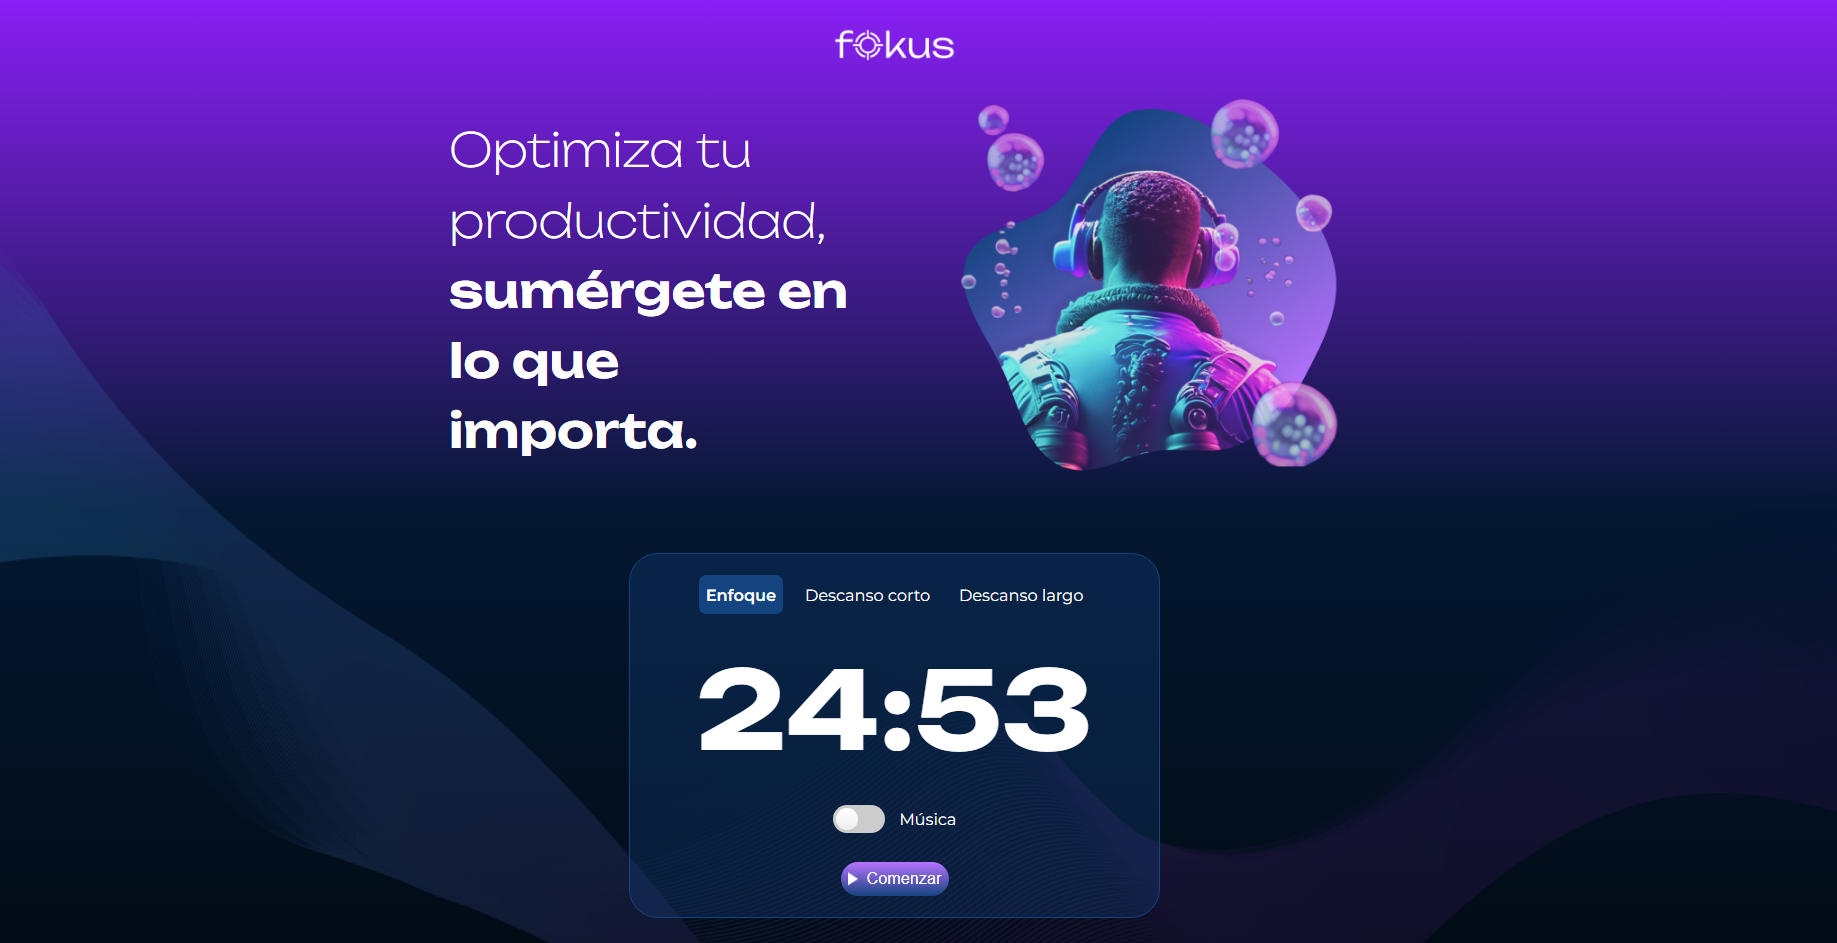 fokus
Optimiza tu
productividad,
sumérgete en
lo que
importa.
Enfoque Descanso corto Descanso largo
24:53
Música
Comenzar